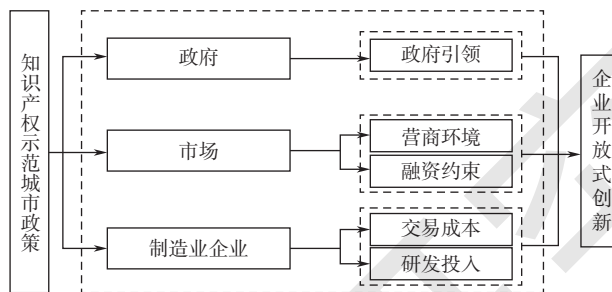 知识产权示范城市政策
政府
政府引领
市场
营商环境
融资约束
制造业企业
交易成本
研发投入
企业开放式创新